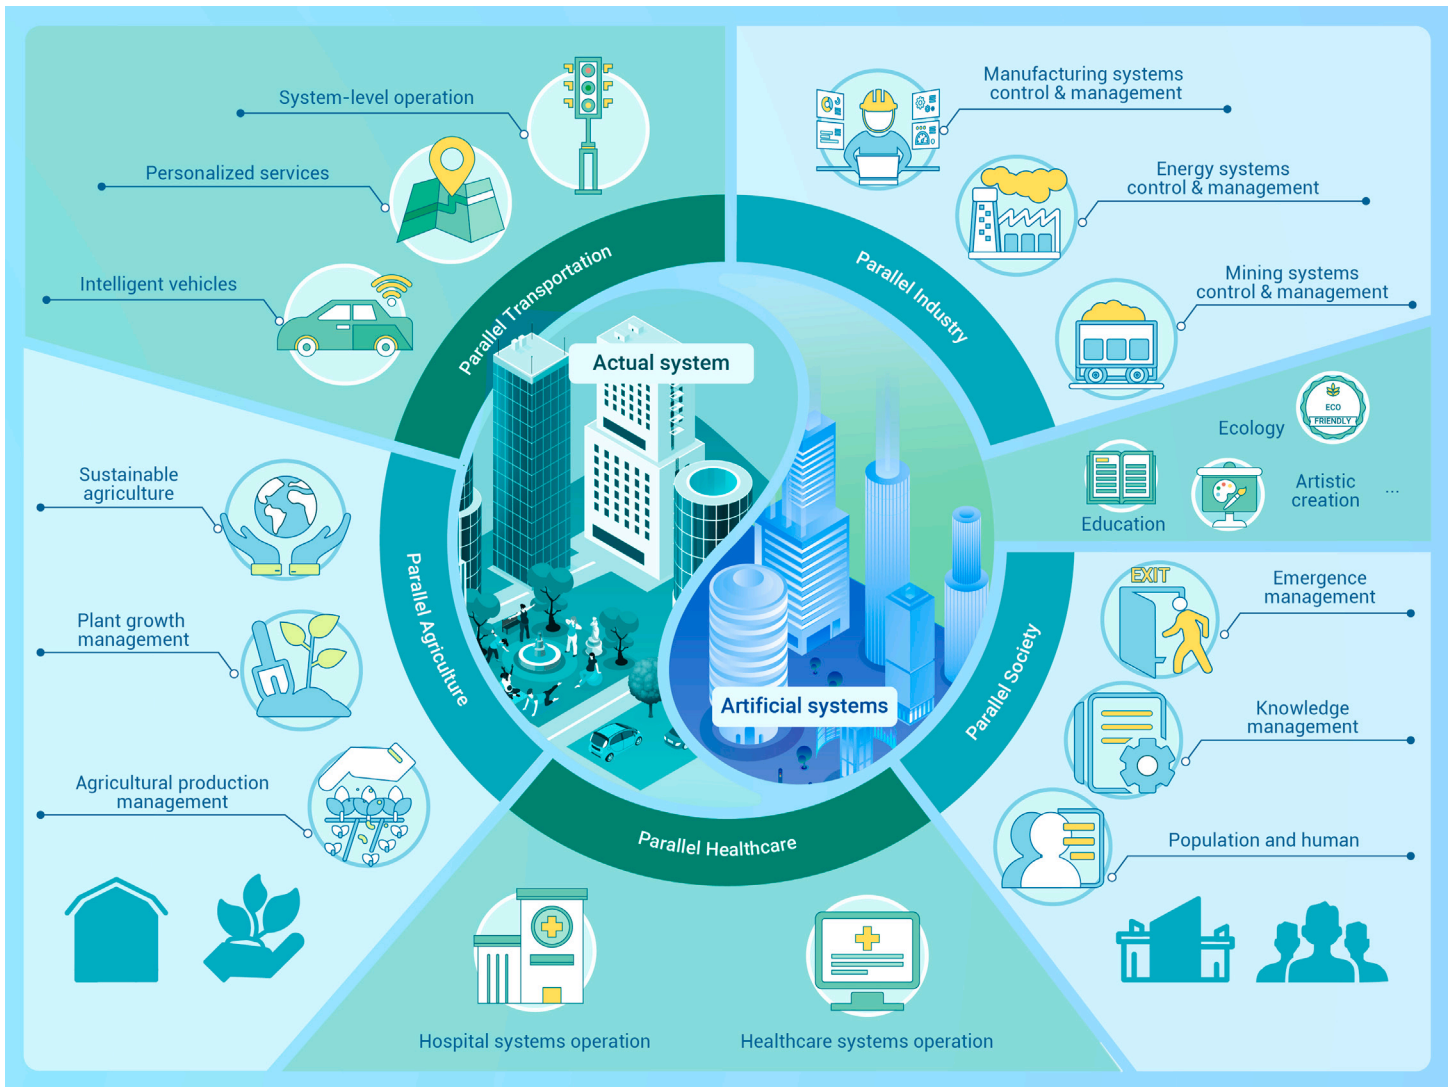 System-level operation
Personalized services
Intelligent vehicles
Parallel Transportation
Manufacturing systems
control & management
Energy systems
control & management
Mining systems
control & management
Parallel Industry
Actual system
Artificial systems
ECO
FRIENDLY
Ecology
Education
Artistic
creation
...
Sustainable
agriculture
Plant growth
management
Agricultural production
management
Parallel Agriculture
EXIT
Emergence
management
Knowledge
management
Population and human
Parallel Society
Parallel Healthcare
Hospital systems operation
Healthcare systems operation